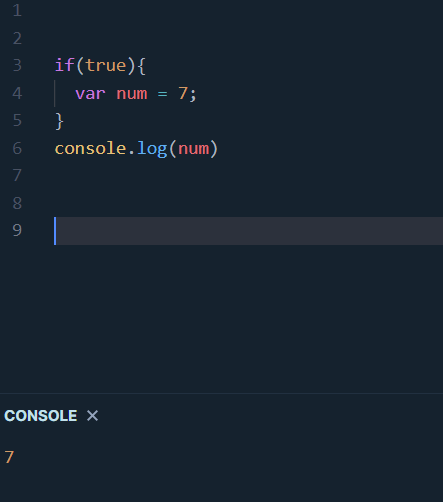 1
2
3 if(true){
4 var num = 7;
5 }
6 console.log(num)
7
8
9
CONSOLE ×
7